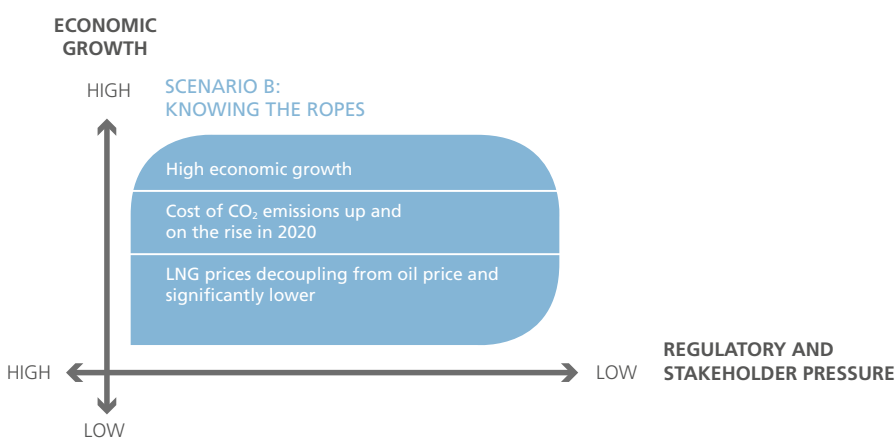 ECONOMIC
GROWTH
HIGH
SCENARIO B:
KNOWING THE ROPES
High economic growth
Cost of CO₂ emissions up and
on the rise in 2020
LNG prices decoupling from oil price and
significantly lower
HIGH
LOW
REGULATORY AND
STAKEHOLDER PRESSURE
LOW